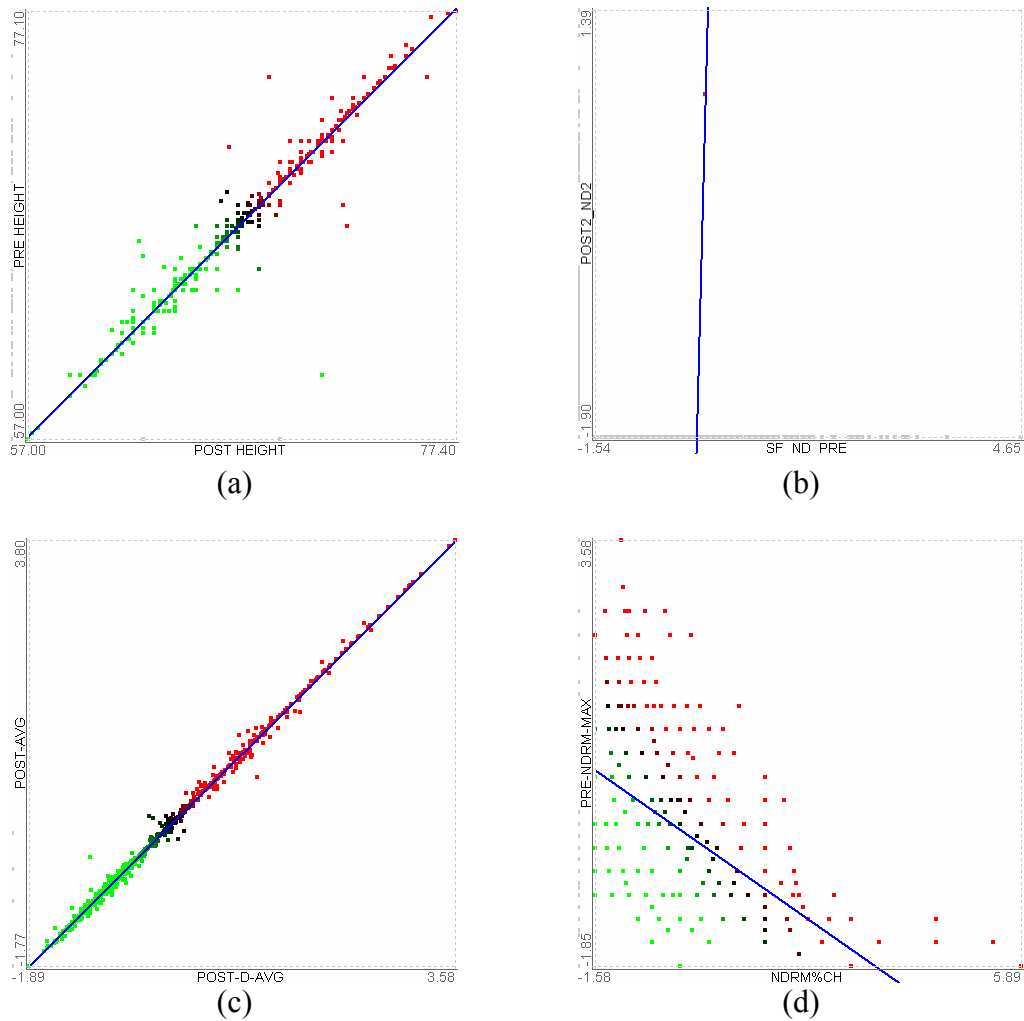 77.10
PRE HEIGHT
57.00
57.00 POST HEIGHT 77.40
(a)
1.39
POST2_ND2
-1.90
-1.54 SF ND PRE 4.65
(b)
3.80
POST-AVG
-1.77
-1.89 POST-D-AVG 3.58
(c)
3.58
PRE-NDRM-MAX
-1.85
-1.58 NDRM%CH 5.89
(d)